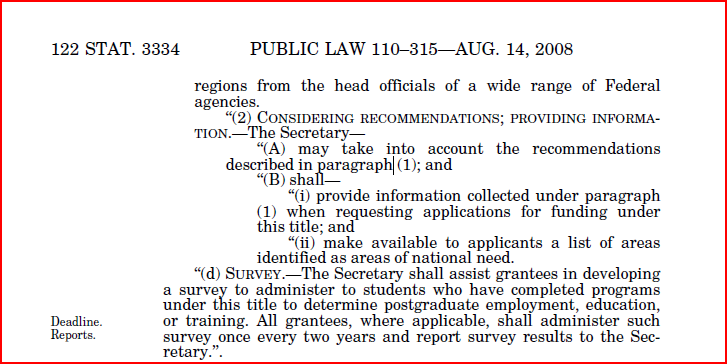 122 STAT. 3334 PUBLIC LAW 110–315—AUG. 14, 2008
regions from the head officials of a wide range of Federal
agencies.
“(2) CONSIDERING RECOMMENDATIONS; PROVIDING INFORMA-
TION.—The Secretary—
“(A) may take into account the recommendations
described in paragraph (1); and
“(B) shall—
“(i) provide information collected under paragraph
(1) when requesting applications for funding under
this title; and
“(ii) make available to applicants a list of areas
identified as areas of national need.
“(d) SURVEY.—The Secretary shall assist grantees in developing
a survey to administer to students who have completed programs
under this title to determine postgraduate employment, education,
Deadline. or training. All grantees, where applicable, shall administer such
Reports. survey once every two years and report survey results to the Sec-
retary.”.